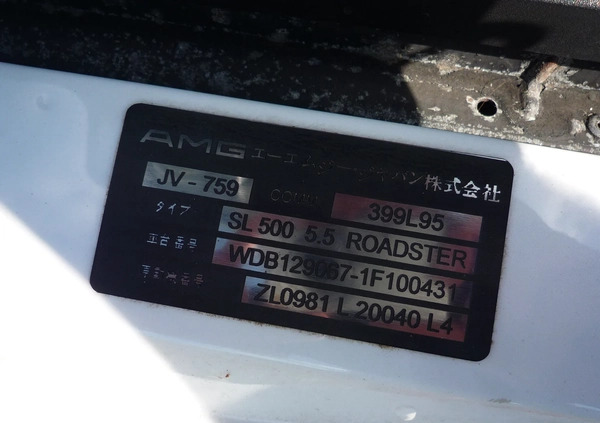 AMG エーエムジージャパン株式会社
JV - 759 399L95
タイプ SL 500 5.5 ROADSTER
WDB129067-1F100431
ZL0981 L 20040 L4